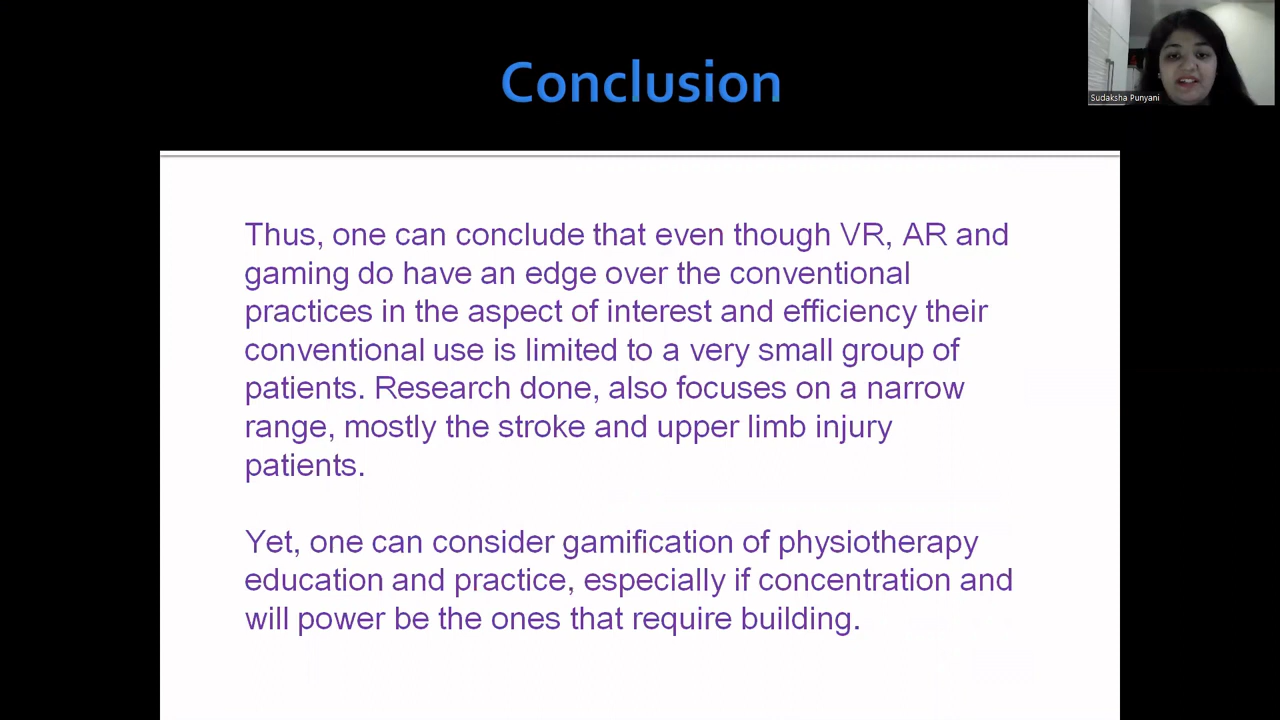 Conclusion
Sudaksha Punyani
Thus, one can conclude that even though VR, AR and
gaming do have an edge over the conventional
practices in the aspect of interest and efficiency their
conventional use is limited to a very small group of
patients. Research done, also focuses on a narrow
range, mostly the stroke and upper limb injury
patients.
Yet, one can consider gamification of physiotherapy
education and practice, especially if concentration and
will power be the ones that require building.